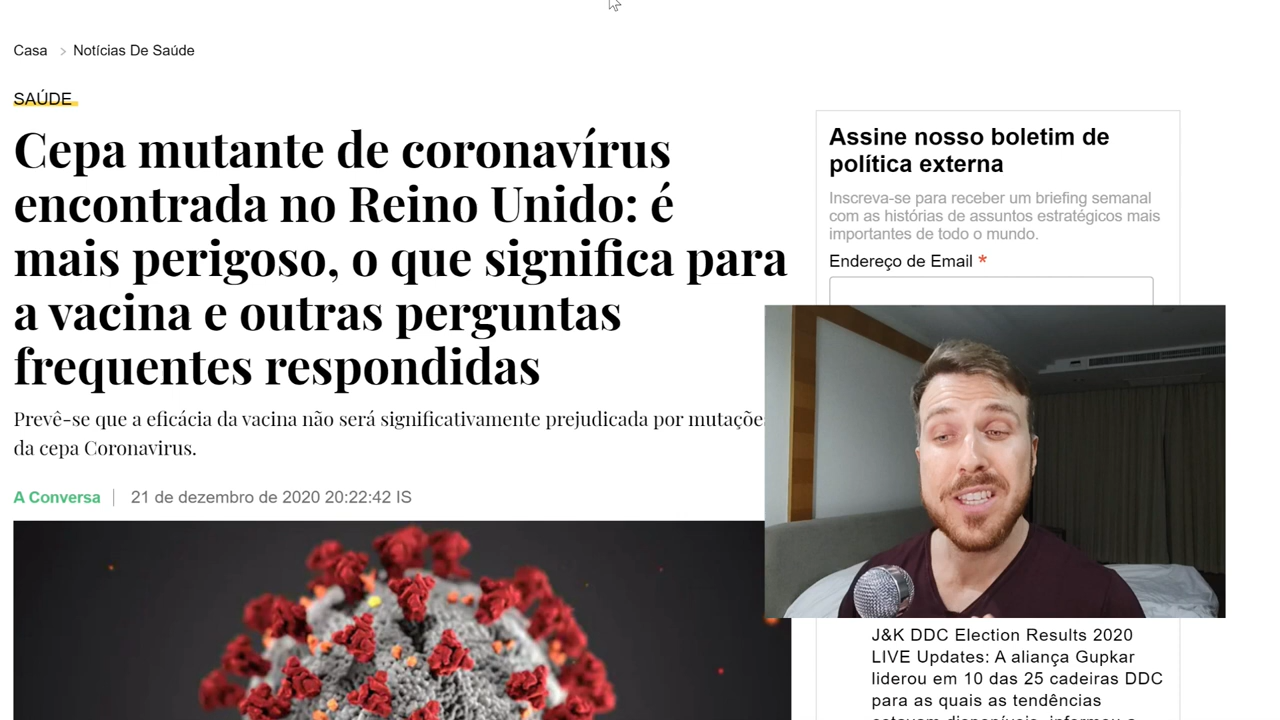 Casa > Notícias De Saúde
SAÚDE
Cepa mutante de coronavírus
encontrada no Reino Unido: é
mais perigoso, o que significa para
a vacina e outras perguntas
frequentes respondidas
Prevê-se que a eficácia da vacina não será significativamente prejudicada por
da cepa Coronavirus.
A Conversa | 21 de dezembro de 2020 20:22:42 IS
Assine nosso boletim de
política externa
Inscreva-se para receber um briefing semanal
com as histórias de assuntos estratégicos mais
importantes de todo o mundo.
Endereço de Email *
J&K DDC Election Results 2020
LIVE Updates: A aliança Gupkar
liderou em 10 das 25 cadeiras DDC
para as quais as tendências